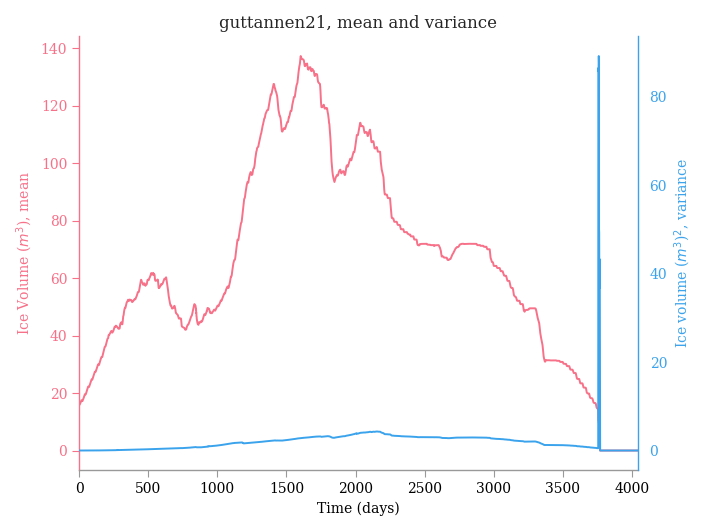 guttannen21, mean and variance
Ice Volume (m³), mean
140
120
100
80
60
40
20
0
80
60
40
20
0
Ice volume (m³)², variance
0 500 1000 1500 2000 2500 3000 3500 4000
Time (days)